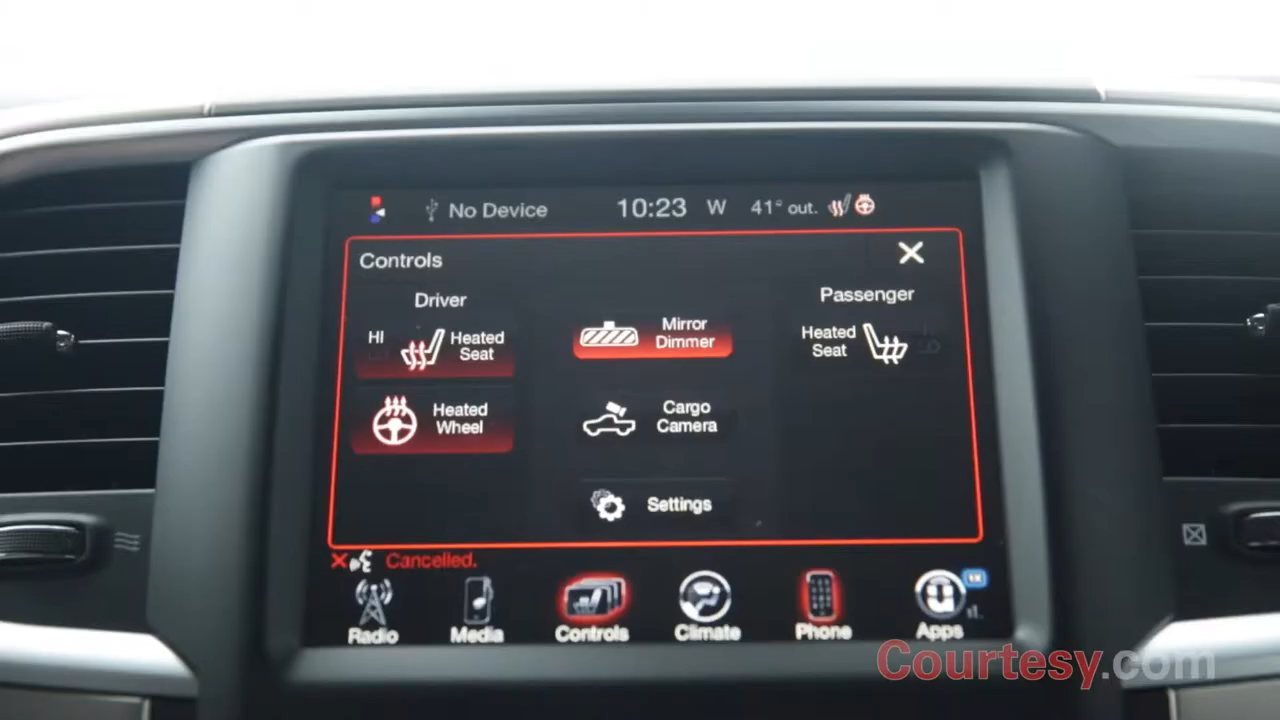 No Device 10:23 W 41° out.
Controls
Driver
HI Heated
Seat
Heated
Wheel
Mirror
Dimmer
Cargo
Camera
Settings
Passenger
Heated
Seat
Cancelled.
Radio Media Controls Climate Phone Apps
Courtesy.com